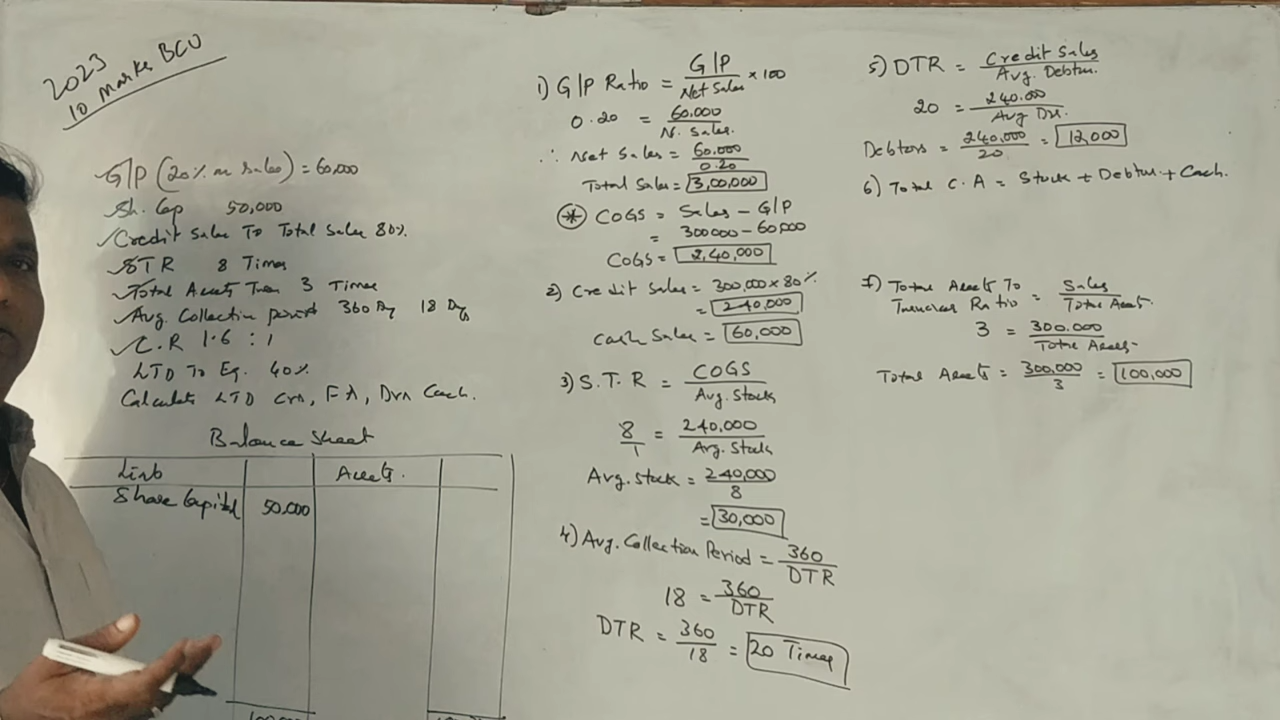 2023
10 Marks BCU
G/P (20% on Sales) = 60,000
Sh. Cap 50,000
Credit Sales To Total Sales 80%.
STR 8 Times
Total Assets Turn 3 Times
Avg. Collection period 360 Dy 18 Dys
C.R 1.6 : 1
LTD To Eq. 40%
Calculate LTD Crs, FA, Drs Cash.
Balance Sheet
Liab Assets.
Share Capital 50,000
1) G/P Ratio = G/P / Net Sales × 100
0.20 = 60,000 / N. Sales.
∴ Net Sales = 60,000 / 0.20
Total Sales = 3,00,000
* COGS = Sales - G/P
= 300000 - 60,000
COGS = 2,40,000
2) Credit Sales = 300,000 × 80%
= 240,000
Cash Sales = 60,000
3) S.T.R = COGS / Avg. Stock
8/1 = 240,000 / Avg. Stock
Avg. Stock = 240,000 / 8
= 30,000
4) Avg. Collection Period = 360 / DTR
18 = 360 / DTR
DTR = 360 / 18 = 20 Times
5) DTR = Credit Sales / Avg. Debtors.
20 = 240,000 / Avg Drs.
Debtors = 240,000 / 20 = 12,000
6) Total C.A = Stock + Debtors + Cash.
7) Total Assets To Turnover Ratio = Sales / Total Assets.
3 = 300.000 / Total Assets
Total Assets = 300,000 / 3 = 100,000